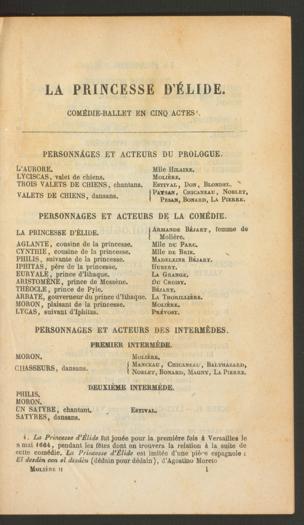 LA PRINCESSE D'ÉLIDE.
COMÉDIE-BALLET EN CINQ ACTES¹.
PERSONNAGES ET ACTEURS DU PROLOGUE.
L'AURORE. Mlle Hilaire.
LYCISCAS, valet de chiens. Molière.
TROIS VALETS DE CHIENS, chantans. Estival, Don, Blondel.
VALETS DE CHIENS, dansans. Paysan, Chicaneau, Noblet, Pesan, Bonard, La Pierre.
PERSONNAGES ET ACTEURS DE LA COMÉDIE.
LA PRINCESSE D'ÉLIDE. Armande Béjart, femme de Molière.
AGLANTE, cousine de la princesse. Mlle du Parc.
CYNTHIE, cousine de la princesse. Mlle de Brie.
PHILIS, suivante de la princesse. Madeleine Béjart.
IPHITAS, père de la princesse. Hubert.
EURYALE, prince d'Ithaque. La Grange.
ARISTOMÈNE, prince de Messène. Du Croisy.
THÉOCLE, prince de Pyle. Béjart.
ARBATE, gouverneur du prince d'Ithaque. La Thorillière.
MORON, plaisant de la princesse. Molière.
LYCAS, suivant d'Iphitas. Prévost.
PERSONNAGES ET ACTEURS DES INTERMÈDES.
PREMIER INTERMÈDE.
MORON. Molière.
CHASSEURS, dansans. Manceau, Chicaneau, Balthazard, Noblet, Bonard, Magny, La Pierre.
DEUXIÈME INTERMÈDE.
PHILIS.
MORON.
UN SATYRE, chantant. Estival.
SATYRES, dansans.
1. La Princesse d'Élide fut jouée pour la première fois à Versailles le
8 mai 1664, pendant les fêtes dont on trouvera la relation à la suite de
cette comédie. La Princesse d'Élide est imitée d'une pièce espagnole :
El desden con el desden (dédain pour dédain), d'Agostino Moreto
MOLIÈRE II 1